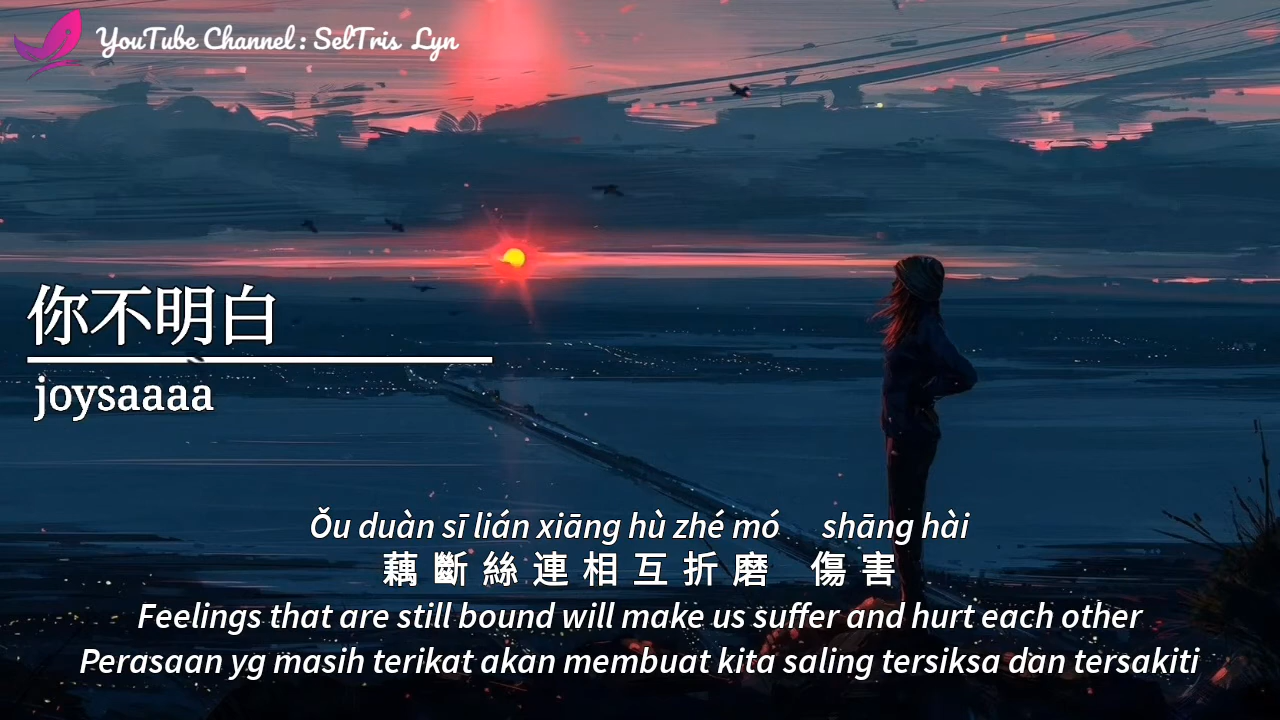 YouTube Channel : SelTris Lyn
你不明白
joysaaaa
Ǒu duàn sī lián xiāng hù zhé mó shāng hài
藕斷絲連相互折磨 傷害
Feelings that are still bound will make us suffer and hurt each other
Perasaan yg masih terikat akan membuat kita saling tersiksa dan tersakiti